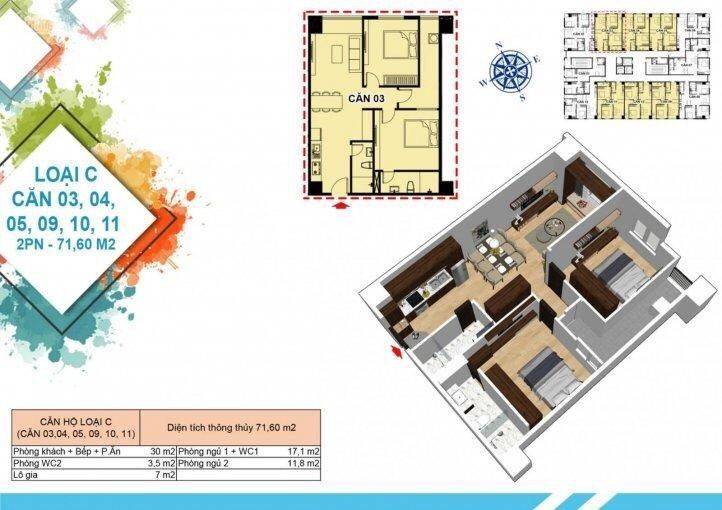 LOẠI C
CĂN 03, 04,
05, 09, 10, 11
2PN - 71,60 M2
CĂN 03
N
E
W
S
CĂN HỘ LOẠI C
(CĂN 03,04, 05, 09, 10, 11)
Diện tích thông thủy 71,60 m2
Phòng khách + Bếp + P.Ăn 30 m2 Phòng ngủ 1 + WC1 17,1 m2
Phòng WC2 3,5 m2 Phòng ngủ 2 11,8 m2
Lô gia 7 m2